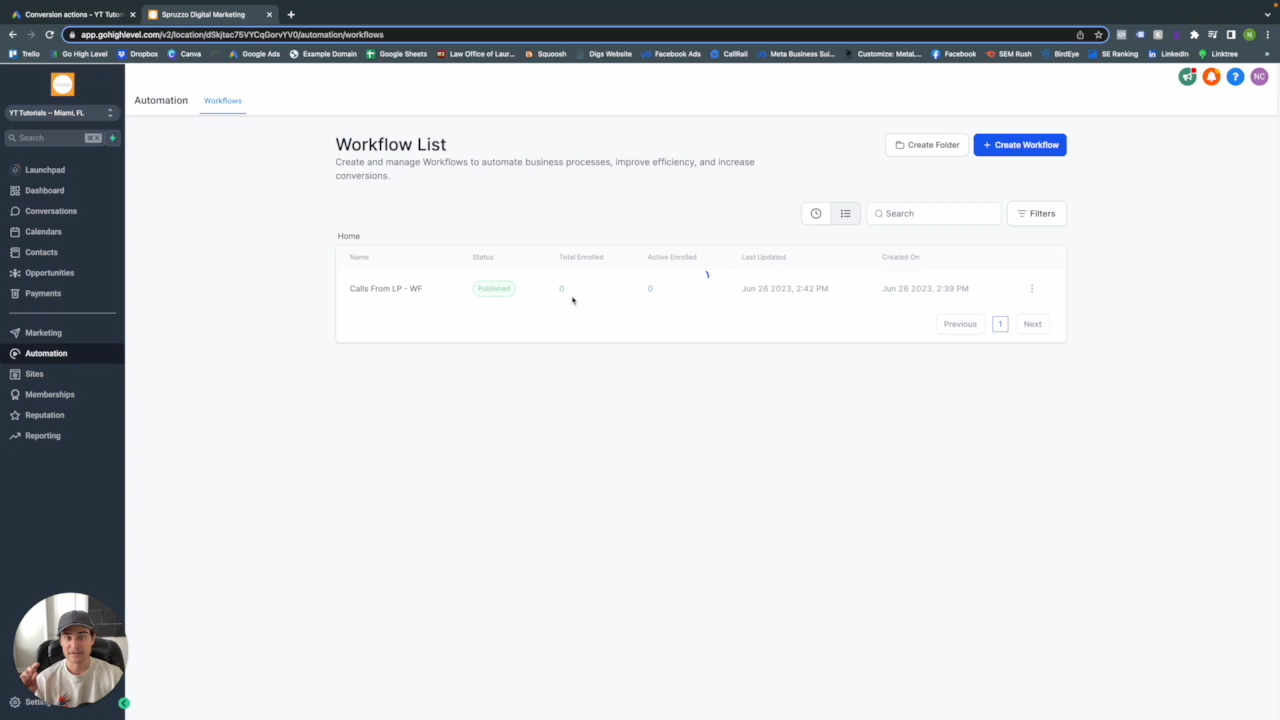 Conversion actions - YT Tutori
Spruzzo Digital Marketing
app.gohighlevel.com/v2/location/dSkjtac75VYCqGorvYV0/automation/workflows
Trello
Go High Level
Dropbox
Canva
Google Ads
Example Domain
Google Sheets
Law Office of Laur...
Squoosh
Digs Website
Facebook Ads
CallRail
Meta Business Sui...
Customize: MetaL...
Facebook
SEM Rush
BirdEye
SE Ranking
LinkedIn
Linktree
»
N
NC
YT Tutorials -- Miami, FL
Search
⌘ K
Launchpad
Dashboard
Conversations
Calendars
Contacts
Opportunities
Payments
Marketing
Automation
Sites
Memberships
Reputation
Reporting
Automation
Workflows
Workflow List
Create and manage Workflows to automate business processes, improve efficiency, and increase
conversions.
Create Folder
+ Create Workflow
Search
Filters
Home
Name Status Total Enrolled Active Enrolled Last Updated Created On
Calls From LP - WF Published 0 0 Jun 26 2023, 2:42 PM Jun 26 2023, 2:39 PM
Previous 1 Next